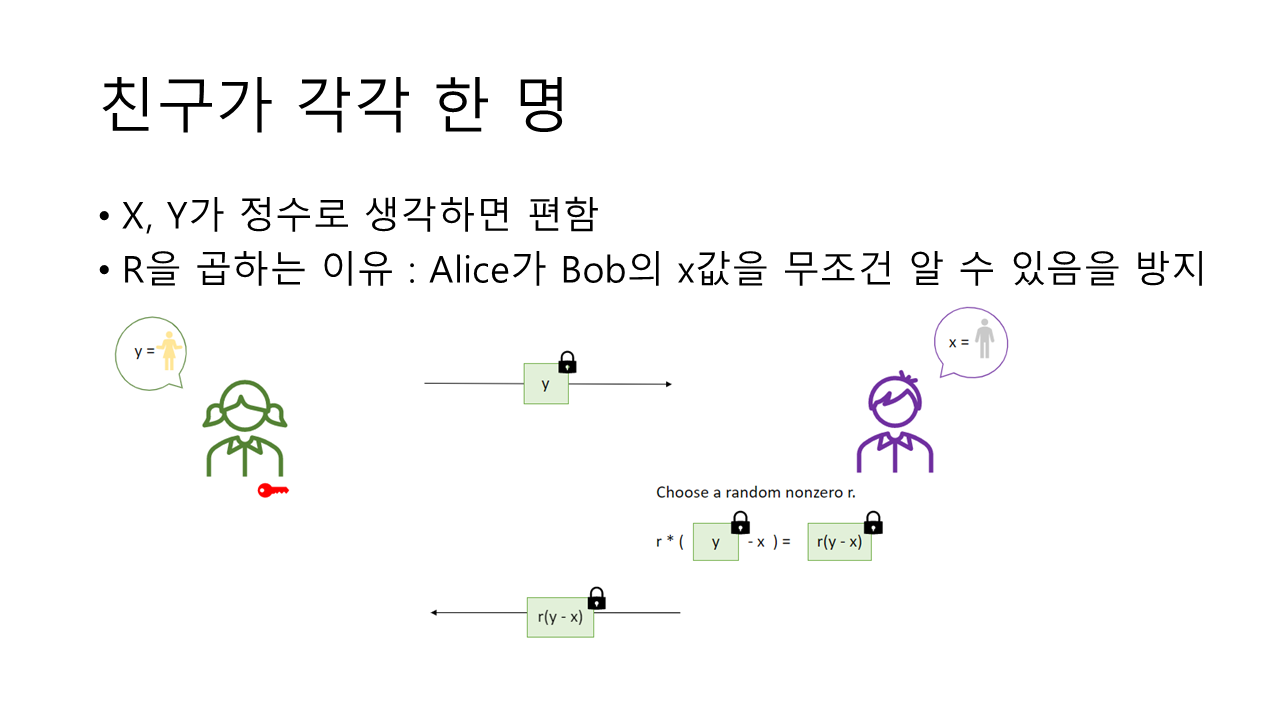 친구가 각각 한 명
• X, Y가 정수로 생각하면 편함
• R을 곱하는 이유 : Alice가 Bob의 x값을 무조건 알 수 있음을 방지
y =
x =
y
Choose a random nonzero r.
r * ( y - x ) = r(y - x)
r(y - x)